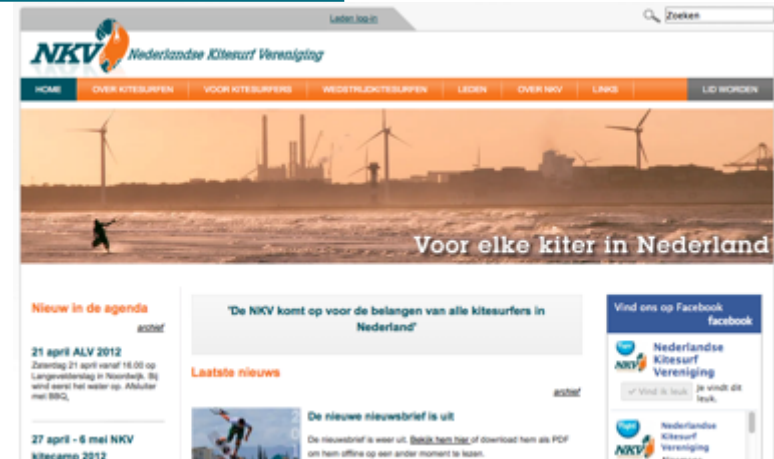 Leden log-in
Zoeken
NKV Nederlandse Kitesurf Vereniging
HOME OVER KITESURFEN VOOR KITESURFERS WEDSTRIJDKITESURFEN LEDEN OVER NKV LINKS LID WORDEN
Voor elke kiter in Nederland
Nieuw in de agenda
archief
21 april ALV 2012
Zaterdag 21 april vanaf 16.00 op
Langevelderslag in Noordwijk. Bij
wind eerst het water op. Afsluiter
met BBQ.
27 april - 6 mei NKV
kitecamp 2012
'De NKV komt op voor de belangen van alle kitesurfers in
Nederland'
Laatste nieuws
archief
De nieuwe nieuwsbrief is uit
De nieuwsbrief is weer uit. Bekijk hem hier of download hem als PDF
om hem offline op een ander moment te lezen.
Vind ons op Facebook
facebook
NKV
Nederlandse
Kitesurf
Vereniging
Vind ik leuk
Je vindt dit
leuk.
NKV
Nederlandse
Kitesurf
Vereniging